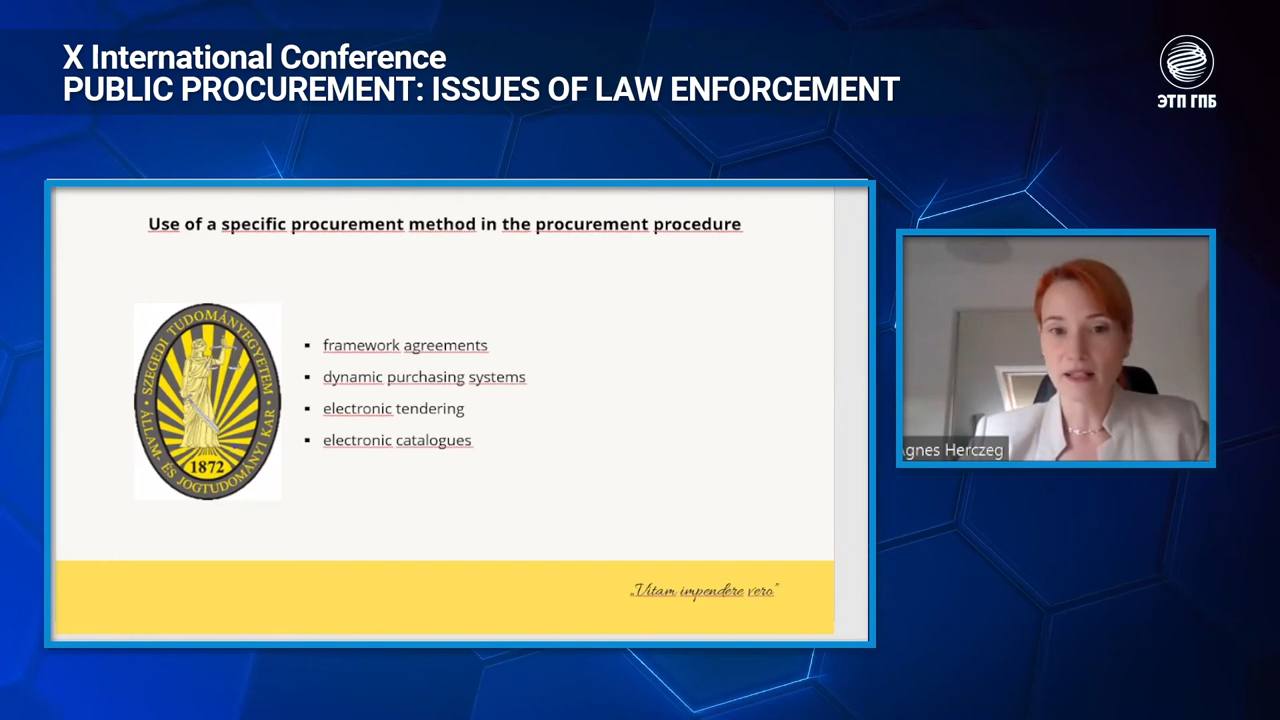 X International Conference
PUBLIC PROCUREMENT: ISSUES OF LAW ENFORCEMENT
ЭТП ГПБ
Use of a specific procurement method in the procurement procedure
SZEGEDI TUDOMÁNYEGYETEM
ÁLLAM- ÉS JOGTUDOMÁNYI KAR
1872
▪ framework agreements
▪ dynamic purchasing systems
▪ electronic tendering
▪ electronic catalogues
„Vitam impendere vero”
Agnes Herczeg